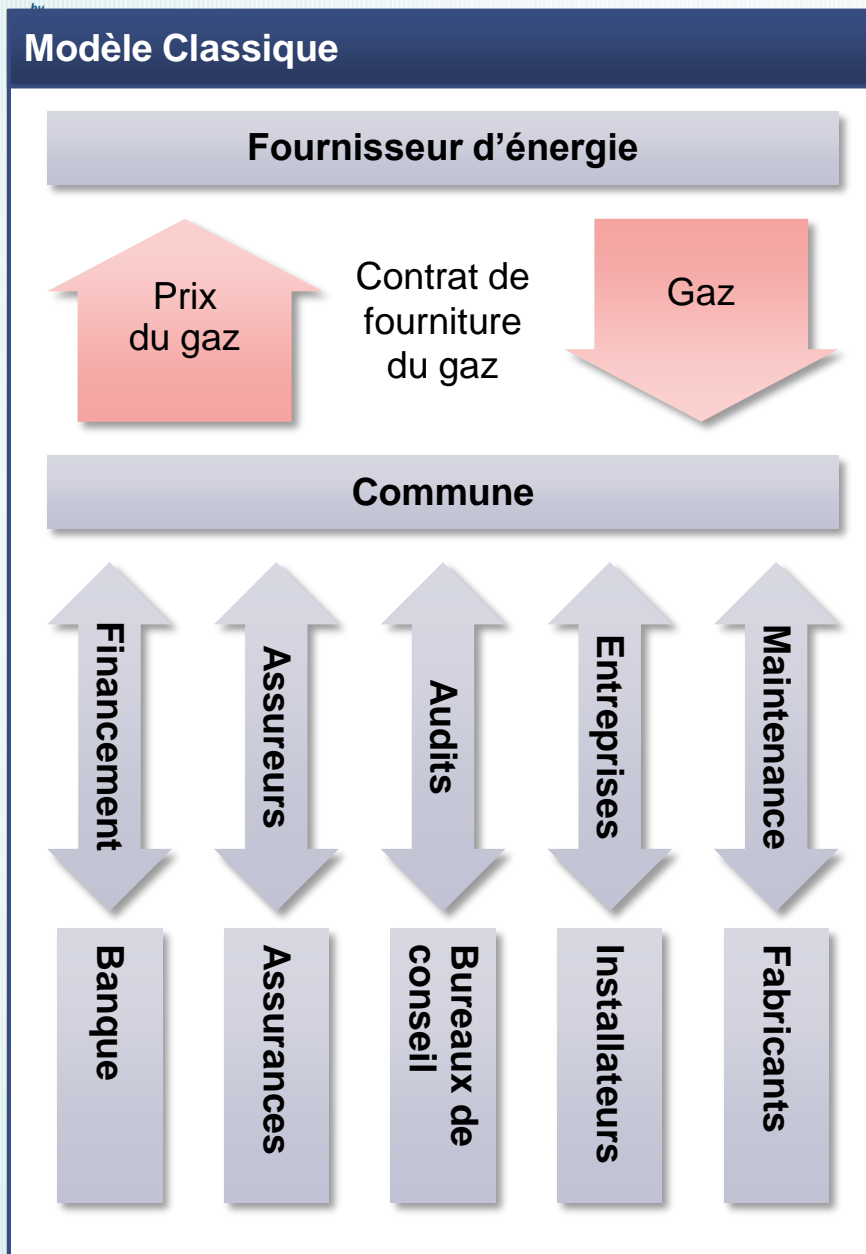 by
Modèle Classique
Fournisseur d’énergie
Prix
du gaz
Contrat de
fourniture
du gaz
Gaz
Commune
Financement
Assureurs
Audits
Entreprises
Maintenance
Banque
Assurances
Bureaux de
conseil
Installateurs
Fabricants